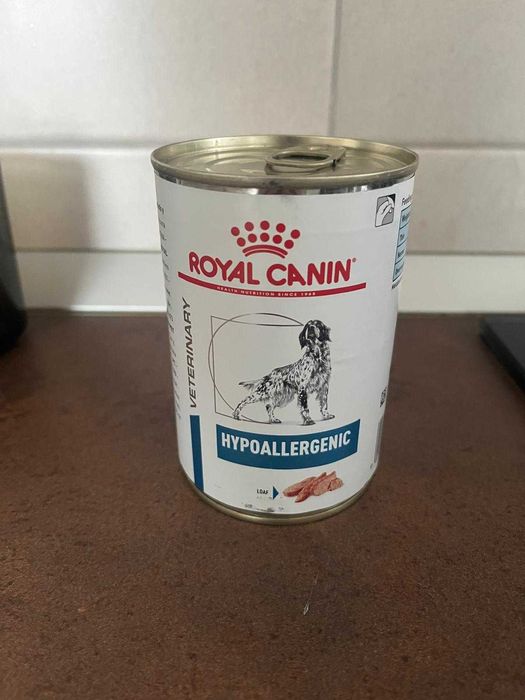 ROYAL CANIN
HEALTH NUTRITION SINCE 1968
VETERINARY
HYPOALLERGENIC
LOAF